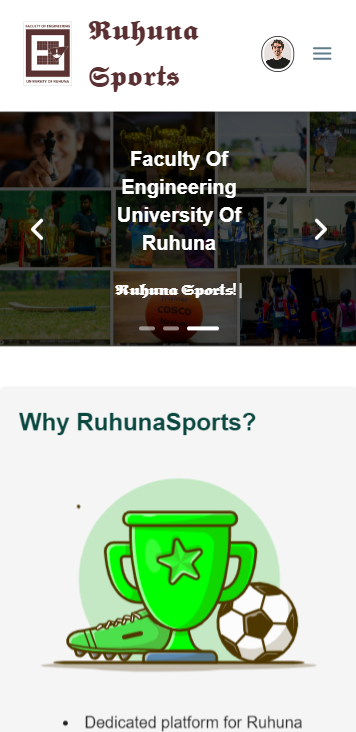 FACULTY OF ENGINEERING
UNIVERSITY OF RUHUNA
Ruhuna
Sports
Faculty Of
Engineering
University Of
Ruhuna
Ruhuna Sports!|
COSCO
Why RuhunaSports?
• Dedicated platform for Ruhuna